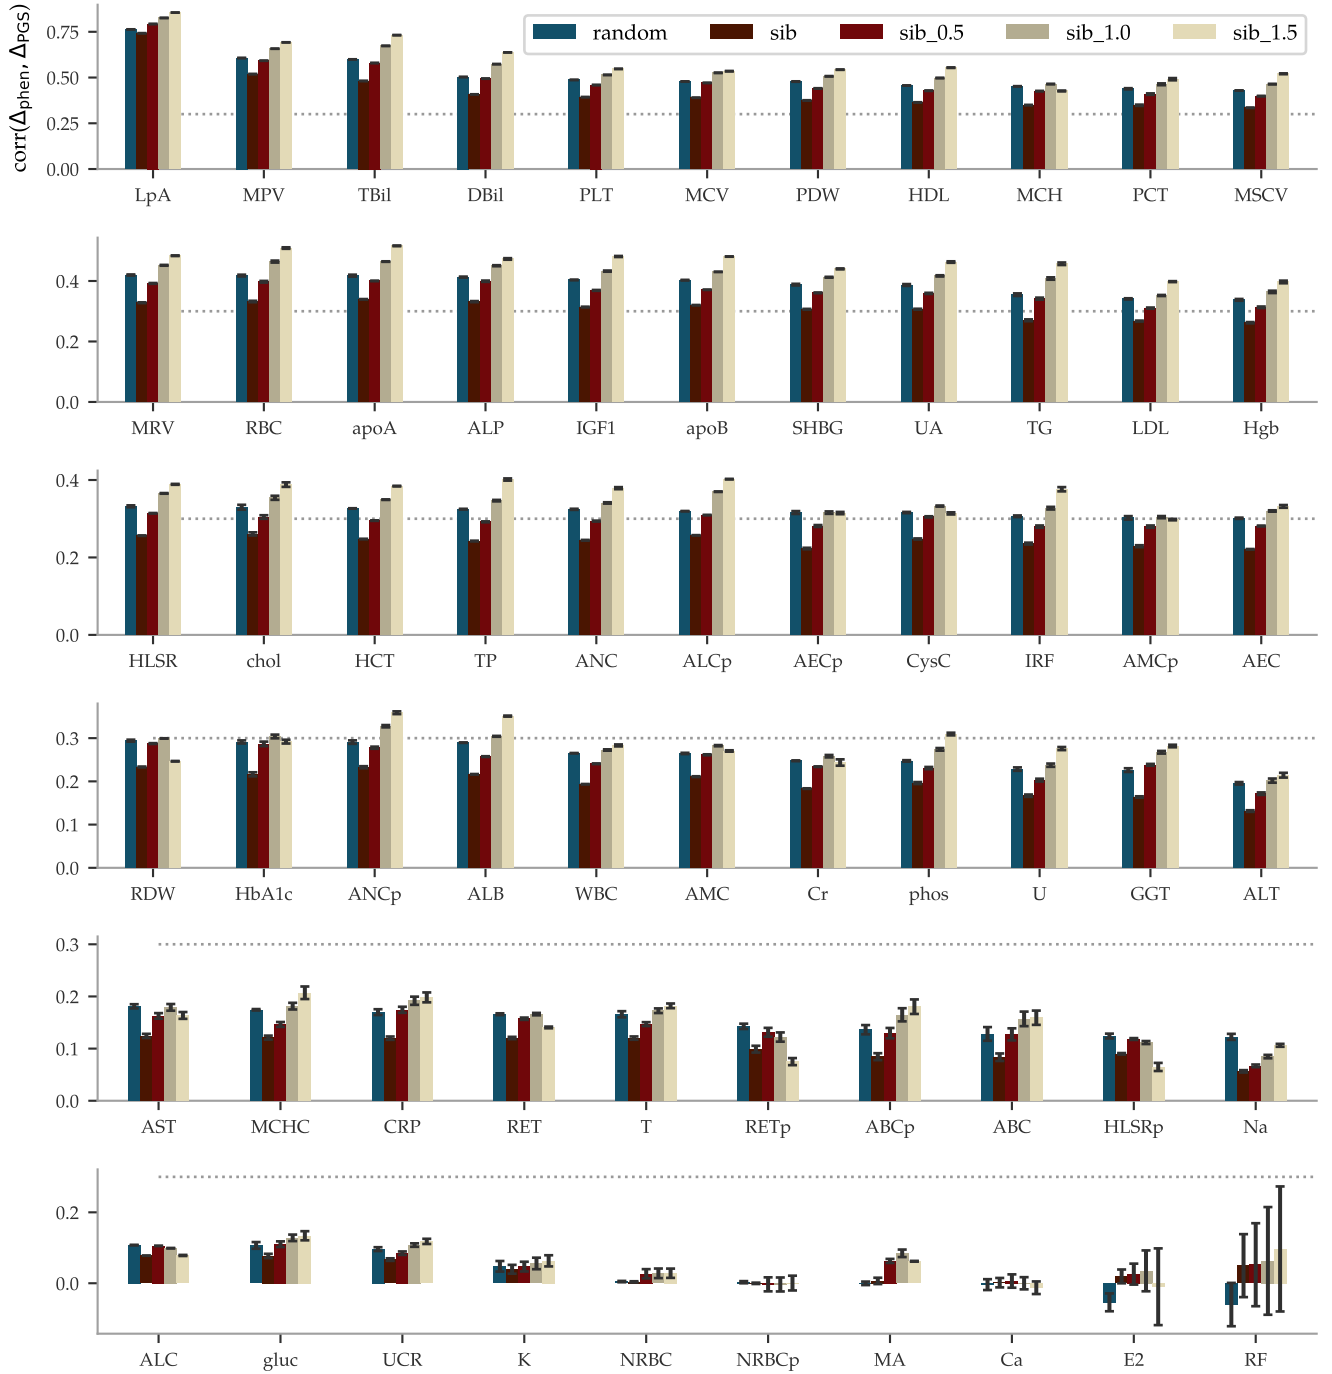 corr(Δphen, ΔPGS)
random sib sib_0.5 sib_1.0 sib_1.5
0.75
0.50
0.25
0.00
LpA MPV TBil DBil PLT MCV PDW HDL MCH PCT MSCV
0.4
0.2
0.0
MRV RBC apoA ALP IGF1 apoB SHBG UA TG LDL Hgb
0.4
0.2
0.0
HLSR chol HCT TP ANC ALCp AECp CysC IRF AMCp AEC
0.3
0.2
0.1
0.0
RDW HbA1c ANCp ALB WBC AMC Cr phos U GGT ALT
0.3
0.2
0.1
0.0
AST MCHC CRP RET T RETp ABCp ABC HLSRp Na
0.2
0.0
ALC gluc UCR K NRBC NRBCp MA Ca E2 RF